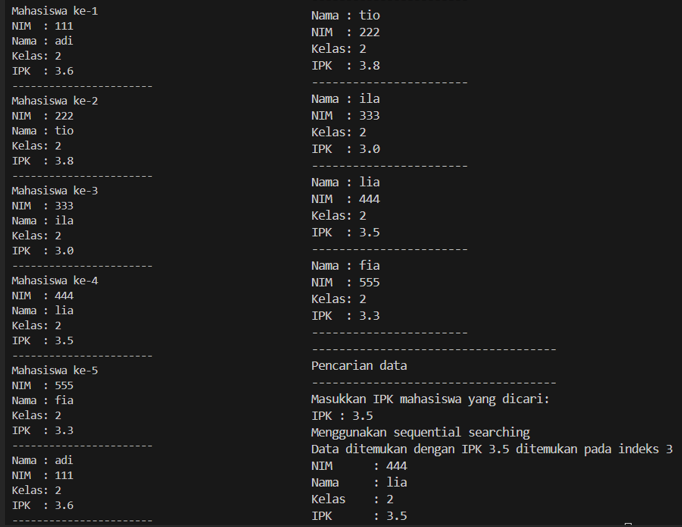 Mahasiswa ke-1
NIM  : 111
Nama : adi
Kelas: 2
IPK  : 3.6
------------------------
Mahasiswa ke-2
NIM  : 222
Nama : tio
Kelas: 2
IPK  : 3.8
------------------------
Mahasiswa ke-3
NIM  : 333
Nama : ila
Kelas: 2
IPK  : 3.0
------------------------
Mahasiswa ke-4
NIM  : 444
Nama : lia
Kelas: 2
IPK  : 3.5
------------------------
Mahasiswa ke-5
NIM  : 555
Nama : fia
Kelas: 2
IPK  : 3.3
------------------------
Nama : adi
NIM  : 111
Kelas: 2
IPK  : 3.6
------------------------
Nama : tio
NIM  : 222
Kelas: 2
IPK  : 3.8
------------------------
Nama : ila
NIM  : 333
Kelas: 2
IPK  : 3.0
------------------------
Nama : lia
NIM  : 444
Kelas: 2
IPK  : 3.5
------------------------
Nama : fia
NIM  : 555
Kelas: 2
IPK  : 3.3
------------------------
-------------------------------------
Pencarian data
-------------------------------------
Masukkan IPK mahasiswa yang dicari:
IPK : 3.5
Menggunakan sequential searching
Data ditemukan dengan IPK 3.5 ditemukan pada indeks 3
NIM      : 444
Nama     : lia
Kelas    : 2
IPK      : 3.5